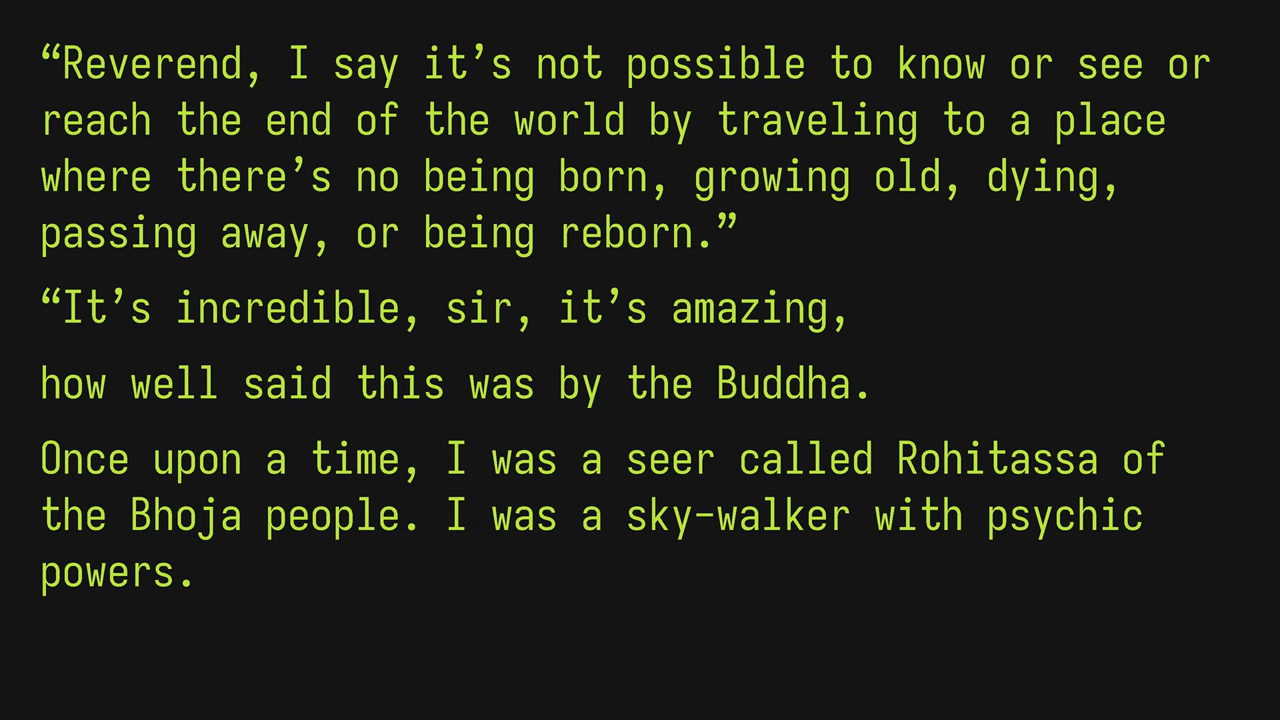 “Reverend, I say it’s not possible to know or see or
reach the end of the world by traveling to a place
where there’s no being born, growing old, dying,
passing away, or being reborn.”
“It’s incredible, sir, it’s amazing,
how well said this was by the Buddha.
Once upon a time, I was a seer called Rohitassa of
the Bhoja people. I was a sky-walker with psychic
powers.